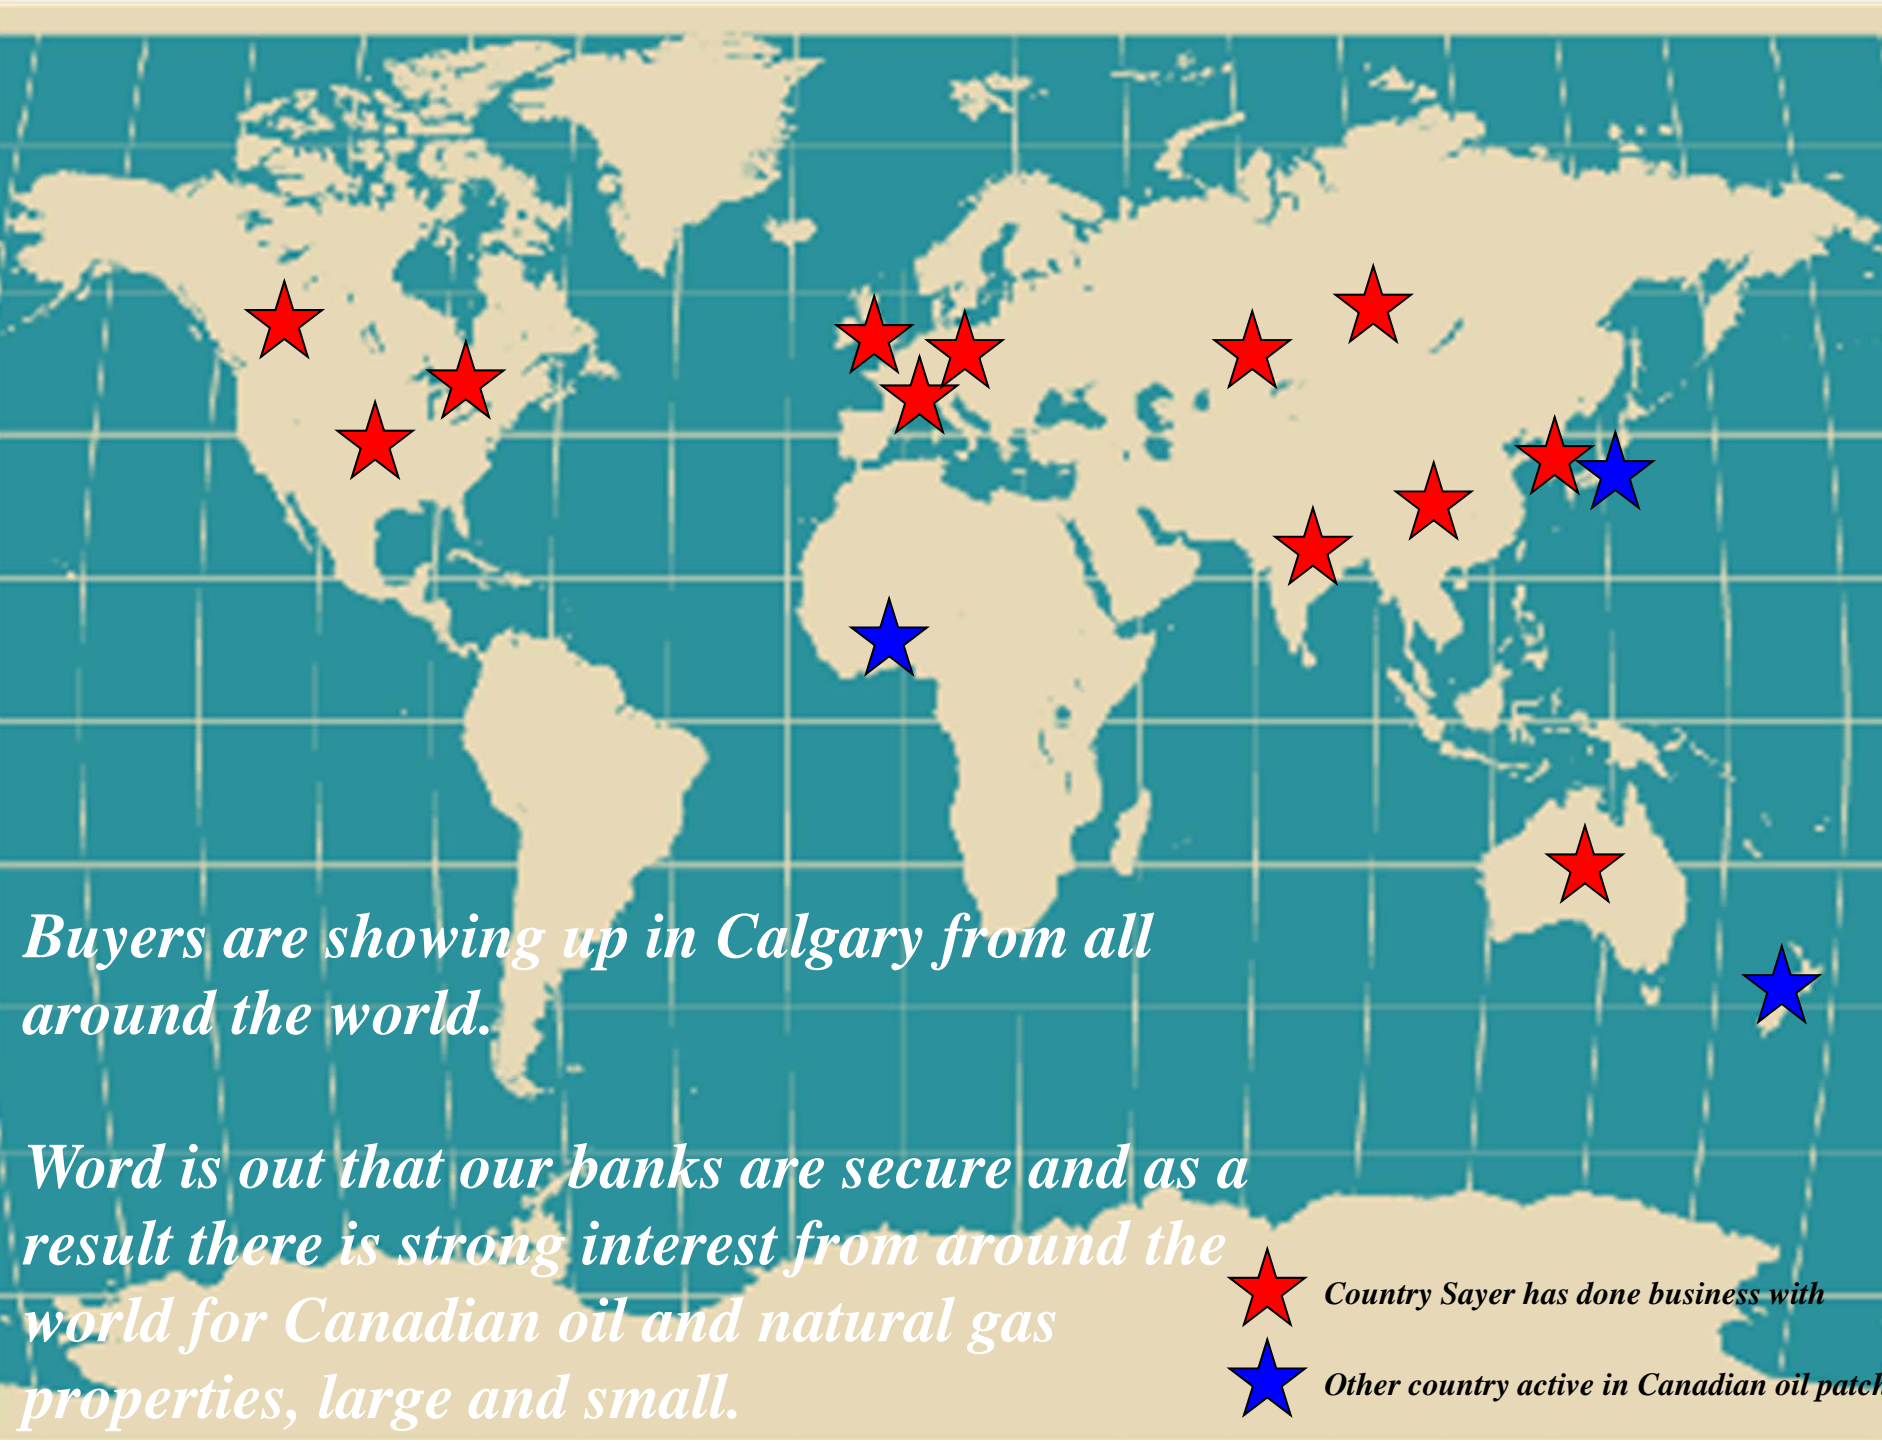 Buyers are showing up in Calgary from all
around the world.
Word is out that our banks are secure and as a
result there is strong interest from around the
world for Canadian oil and natural gas
properties, large and small.
Country Sayer has done business with
Other country active in Canadian oil patch